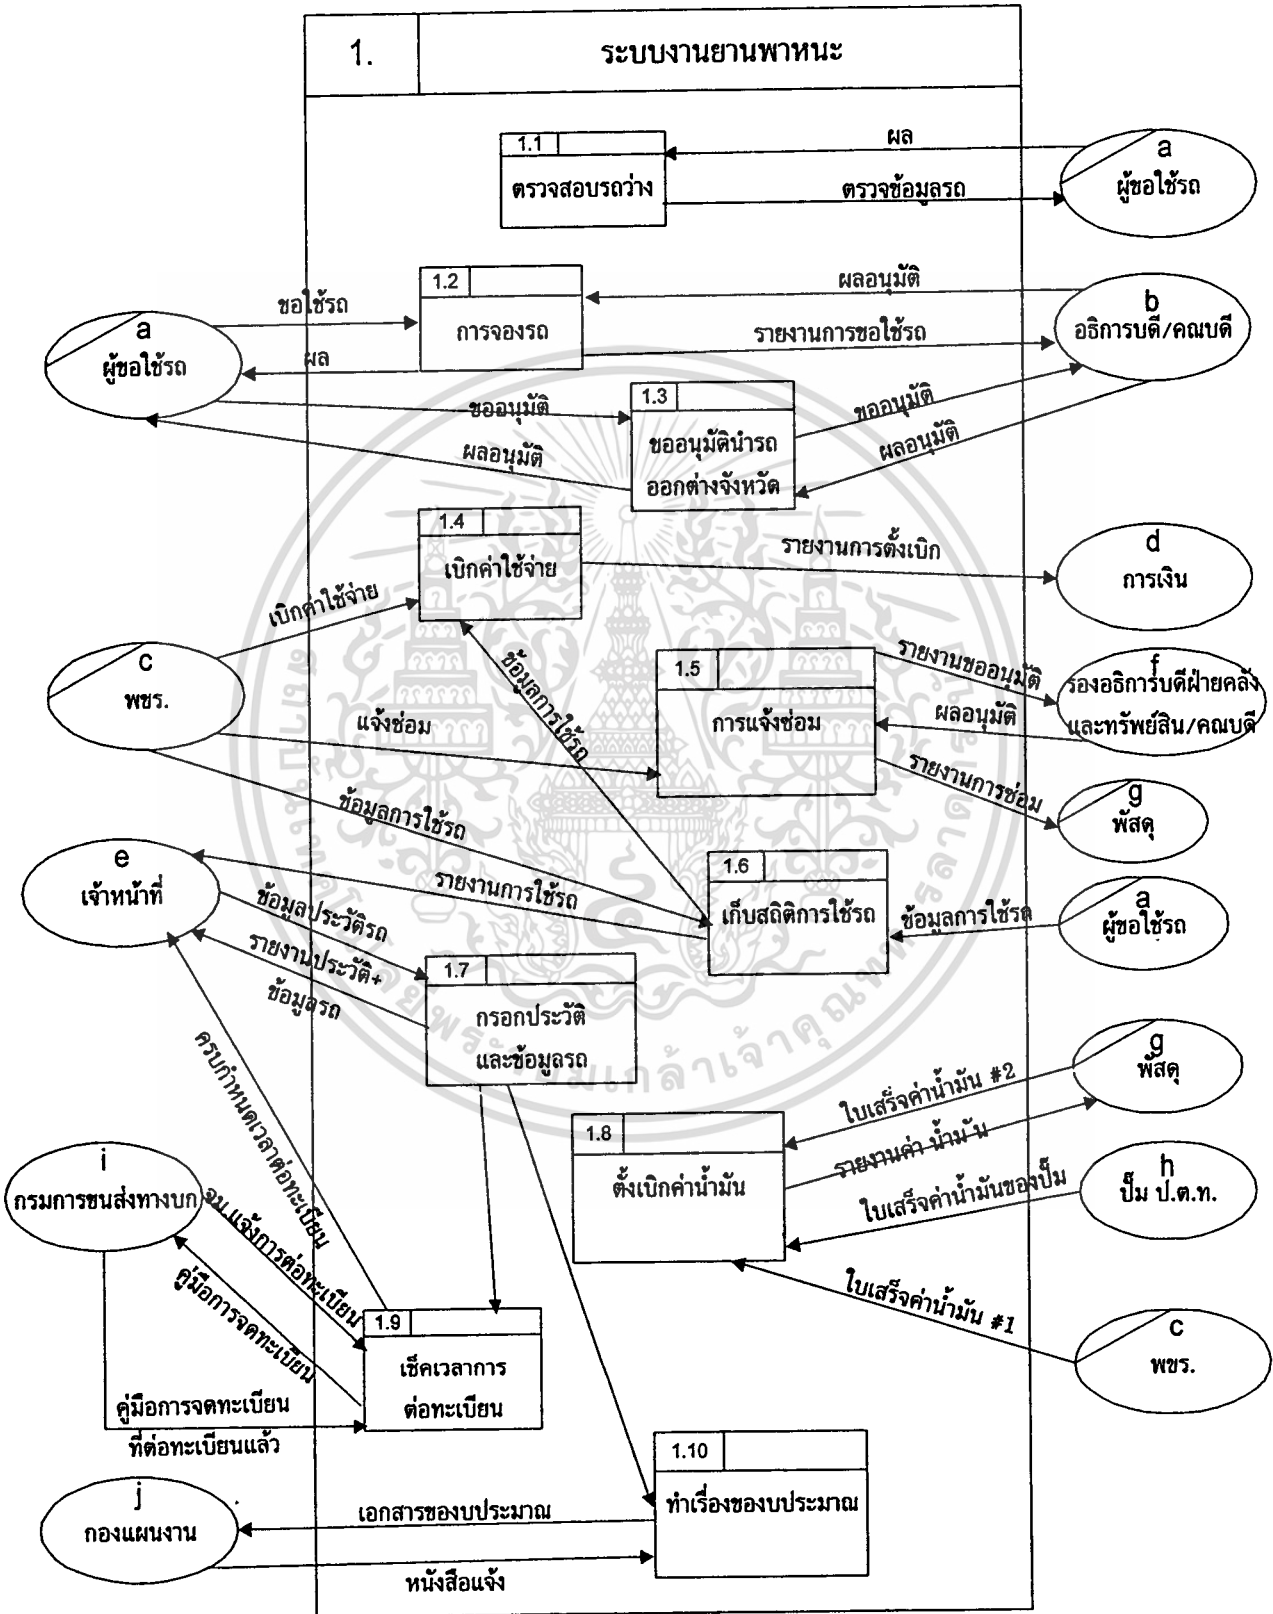 1.
ระบบงานยานพาหนะ
1.1
ตรวจสอบรถว่าง
ผล
ตรวจข้อมูลรถ
a
ผู้ขอใช้รถ
1.2
การจองรถ
ขอใช้รถ
ผล
a
ผู้ขอใช้รถ
ผลอนุมัติ
รายงานการขอใช้รถ
b
อธิการบดี/คณบดี
1.3
ขออนุมัตินำรถ
ออกต่างจังหวัด
ขออนุมัติ
ผลอนุมัติ
ขออนุมัติ
ผลอนุมัติ
1.4
เบิกค่าใช้จ่าย
รายงานการตั้งเบิก
d
การเงิน
เบิกค่าใช้จ่าย
c
พขร.
ข้อมูลการใช้รถ
1.5
การแจ้งซ่อม
แจ้งซ่อม
รายงานขออนุมัติ
ผลอนุมัติ
f
รองอธิการบดีฝ่ายคลัง
และทรัพย์สิน/คณบดี
รายงานการซ่อม
g
พัสดุ
ข้อมูลการใช้รถ
1.6
เก็บสถิติการใช้รถ
รายงานการใช้รถ
e
เจ้าหน้าที่
ข้อมูลการใช้รถ
a
ผู้ขอใช้รถ
ข้อมูลประวัติรถ
รายงานประวัติ+
ข้อมูลรถ
1.7
กรอกประวัติ
และข้อมูลรถ
ครบกำหนดเวลาต่อทะเบียน
g
พัสดุ
ใบเสร็จค่าน้ำมัน #2
รายงานค่าน้ำมัน
1.8
ตั้งเบิกค่าน้ำมัน
ใบเสร็จค่าน้ำมันของปั๊ม
h
ปั๊ม ป.ต.ท.
ใบเสร็จค่าน้ำมัน #1
c
พขร.
i
กรมการขนส่งทางบก
จม.แจ้งการต่อทะเบียน
คู่มือการจดทะเบียน
1.9
เช็คเวลาการ
ต่อทะเบียน
คู่มือการจดทะเบียน
ที่ต่อทะเบียนแล้ว
1.10
ทำเรื่องของบประมาณ
เอกสารของบประมาณ
หนังสือแจ้ง
j
กองแผนงาน